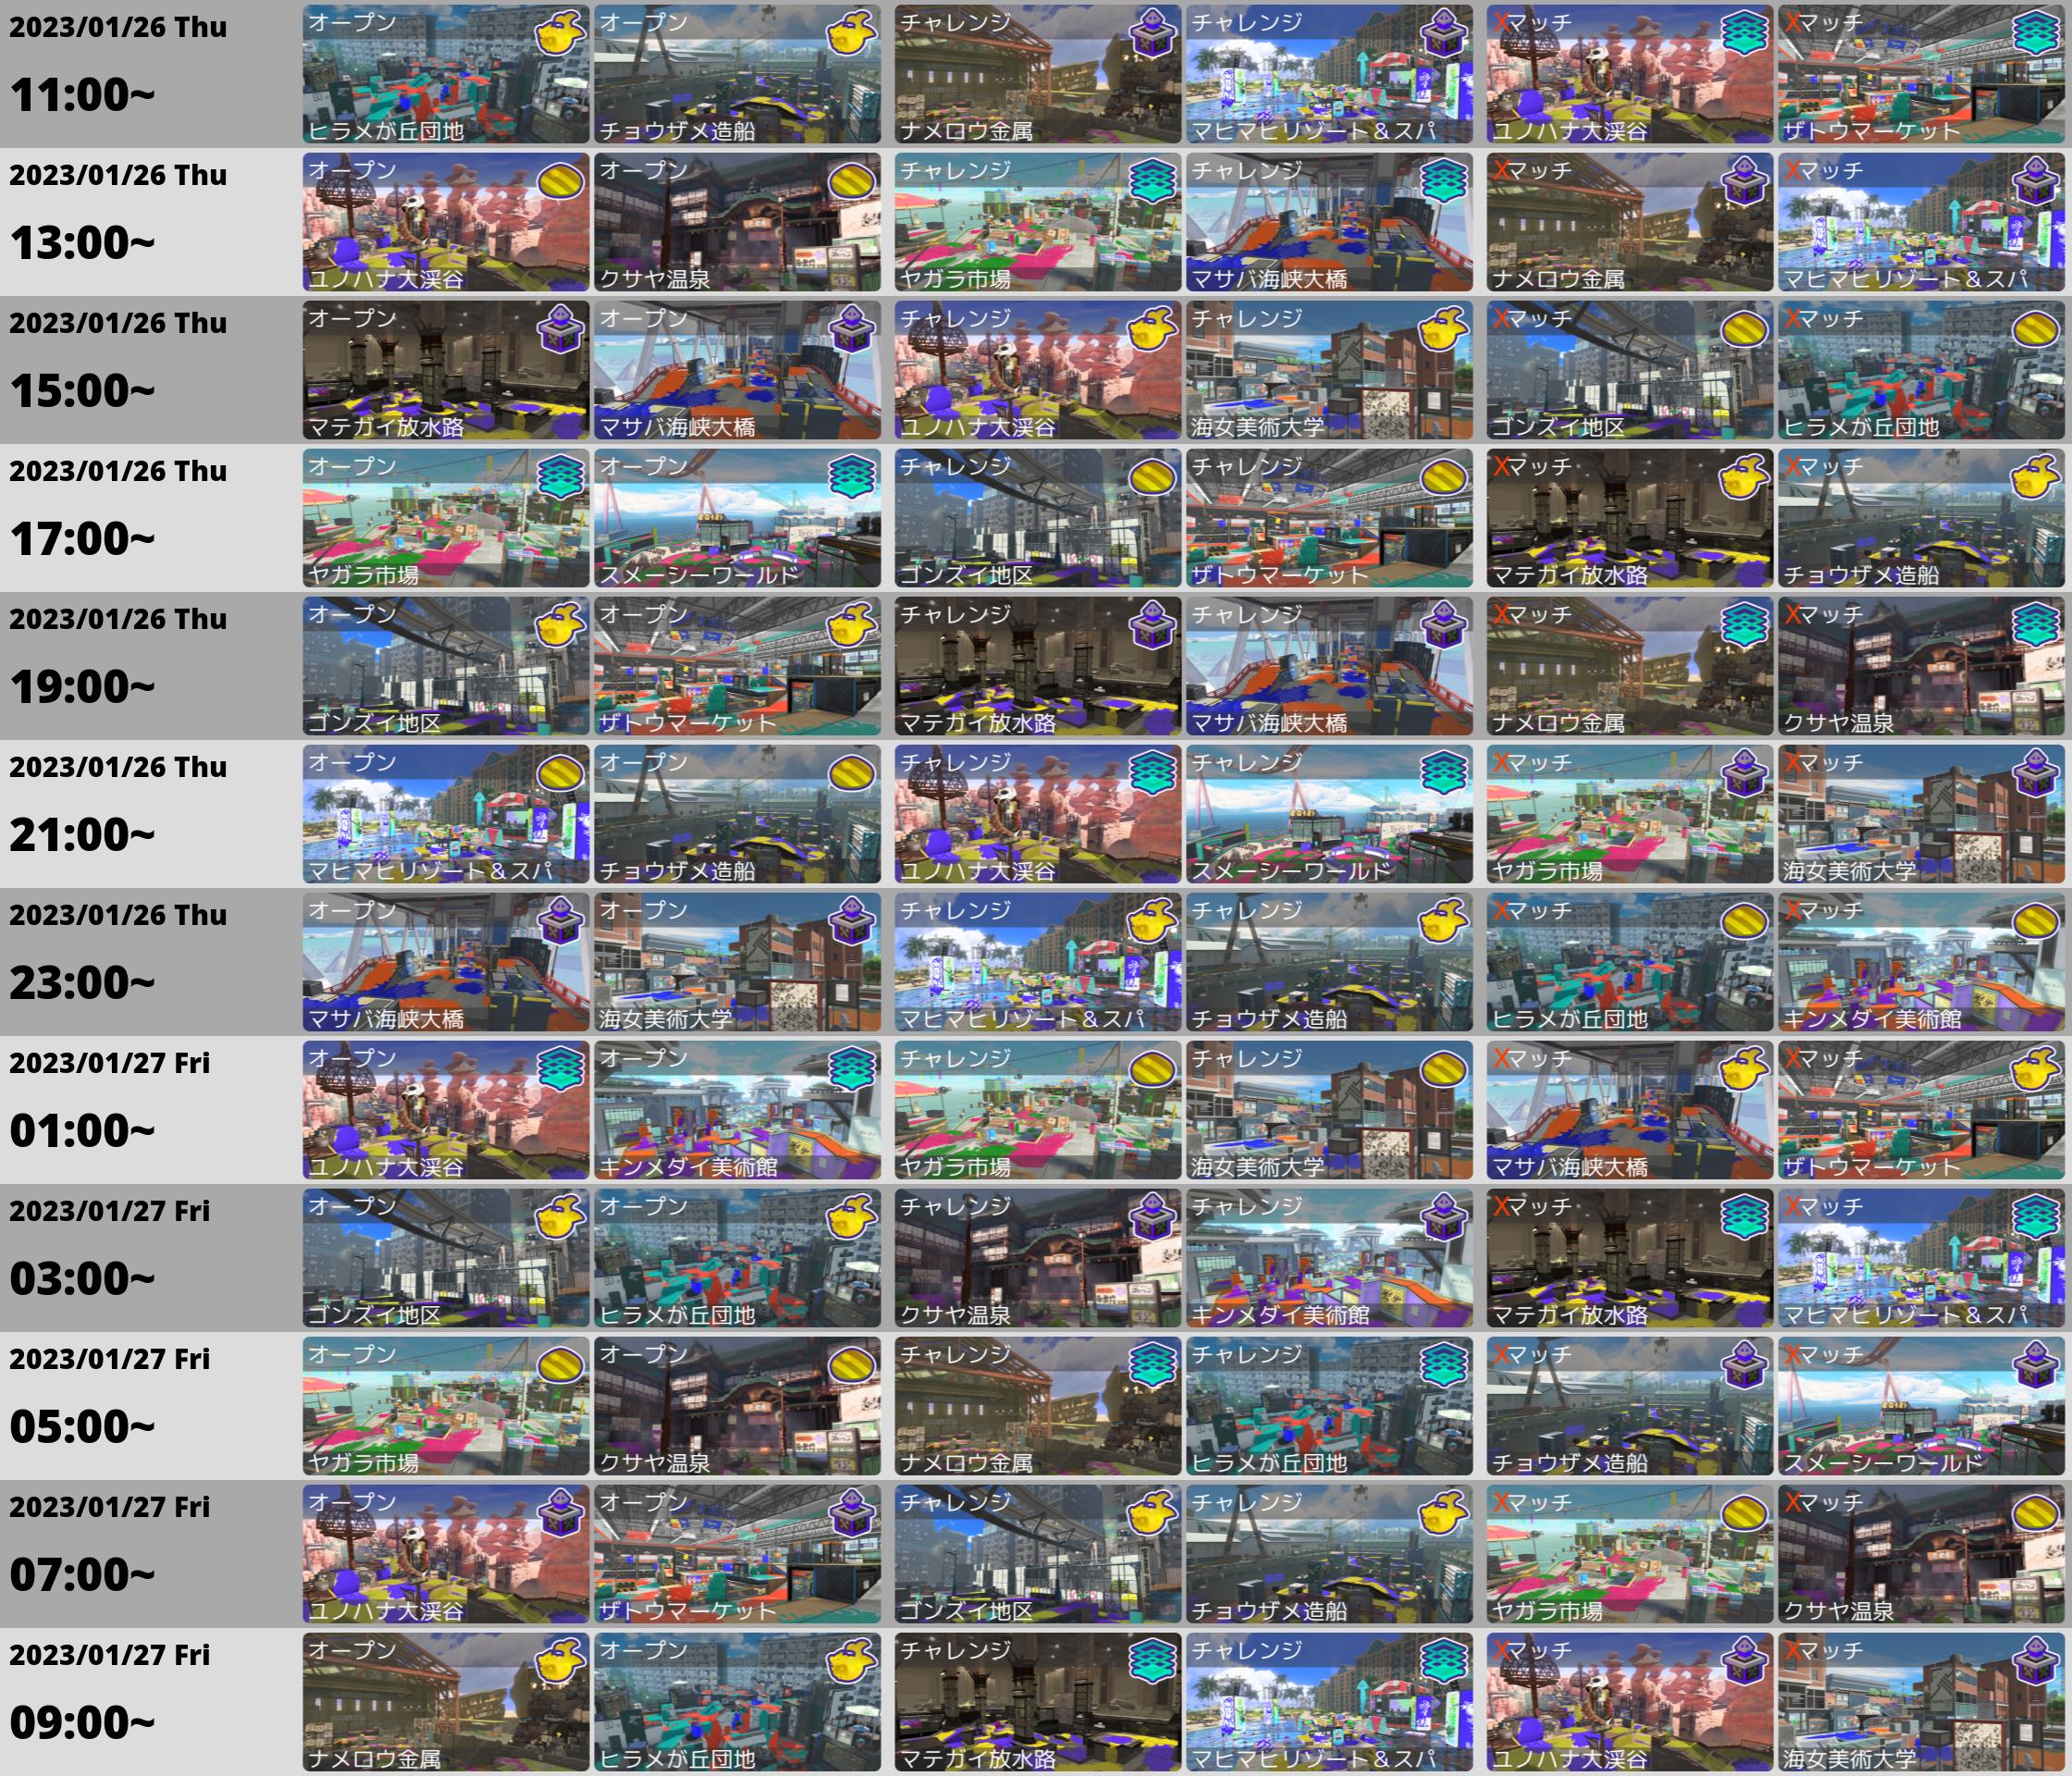 2023/01/26 Thu
11:00~
オープン
ヒラメが丘団地
オープン
チョウザメ造船
チャレンジ
ナメロウ金属
チャレンジ
マヒマヒリゾート＆スパ
Xマッチ
ユノハナ大渓谷
Xマッチ
ザトウマーケット
2023/01/26 Thu
13:00~
オープン
ユノハナ大渓谷
オープン
クサヤ温泉
チャレンジ
ヤガラ市場
チャレンジ
マサバ海峡大橋
Xマッチ
ナメロウ金属
Xマッチ
マヒマヒリゾート＆スパ
2023/01/26 Thu
15:00~
オープン
マテガイ放水路
オープン
マサバ海峡大橋
チャレンジ
ユノハナ大渓谷
チャレンジ
海女美術大学
Xマッチ
ゴンズイ地区
Xマッチ
ヒラメが丘団地
2023/01/26 Thu
17:00~
オープン
ヤガラ市場
オープン
スメーシーワールド
チャレンジ
ゴンズイ地区
チャレンジ
ザトウマーケット
Xマッチ
マテガイ放水路
Xマッチ
チョウザメ造船
2023/01/26 Thu
19:00~
オープン
ゴンズイ地区
オープン
ザトウマーケット
チャレンジ
マテガイ放水路
チャレンジ
マサバ海峡大橋
Xマッチ
ナメロウ金属
Xマッチ
クサヤ温泉
2023/01/26 Thu
21:00~
オープン
マヒマヒリゾート＆スパ
オープン
チョウザメ造船
チャレンジ
ユノハナ大渓谷
チャレンジ
スメーシーワールド
Xマッチ
ヤガラ市場
Xマッチ
海女美術大学
2023/01/26 Thu
23:00~
オープン
マサバ海峡大橋
オープン
海女美術大学
チャレンジ
マヒマヒリゾート＆スパ
チャレンジ
チョウザメ造船
Xマッチ
ヒラメが丘団地
Xマッチ
キンメダイ美術館
2023/01/27 Fri
01:00~
オープン
ユノハナ大渓谷
オープン
キンメダイ美術館
チャレンジ
ヤガラ市場
チャレンジ
海女美術大学
Xマッチ
マサバ海峡大橋
Xマッチ
ザトウマーケット
2023/01/27 Fri
03:00~
オープン
ゴンズイ地区
オープン
ヒラメが丘団地
チャレンジ
クサヤ温泉
チャレンジ
キンメダイ美術館
Xマッチ
マテガイ放水路
Xマッチ
マヒマヒリゾート＆スパ
2023/01/27 Fri
05:00~
オープン
ヤガラ市場
オープン
クサヤ温泉
チャレンジ
ナメロウ金属
チャレンジ
ヒラメが丘団地
Xマッチ
チョウザメ造船
Xマッチ
スメーシーワールド
2023/01/27 Fri
07:00~
オープン
ユノハナ大渓谷
オープン
ザトウマーケット
チャレンジ
ゴンズイ地区
チャレンジ
チョウザメ造船
Xマッチ
ヤガラ市場
Xマッチ
クサヤ温泉
2023/01/27 Fri
09:00~
オープン
ナメロウ金属
オープン
ヒラメが丘団地
チャレンジ
マテガイ放水路
チャレンジ
マヒマヒリゾート＆スパ
Xマッチ
ユノハナ大渓谷
Xマッチ
海女美術大学